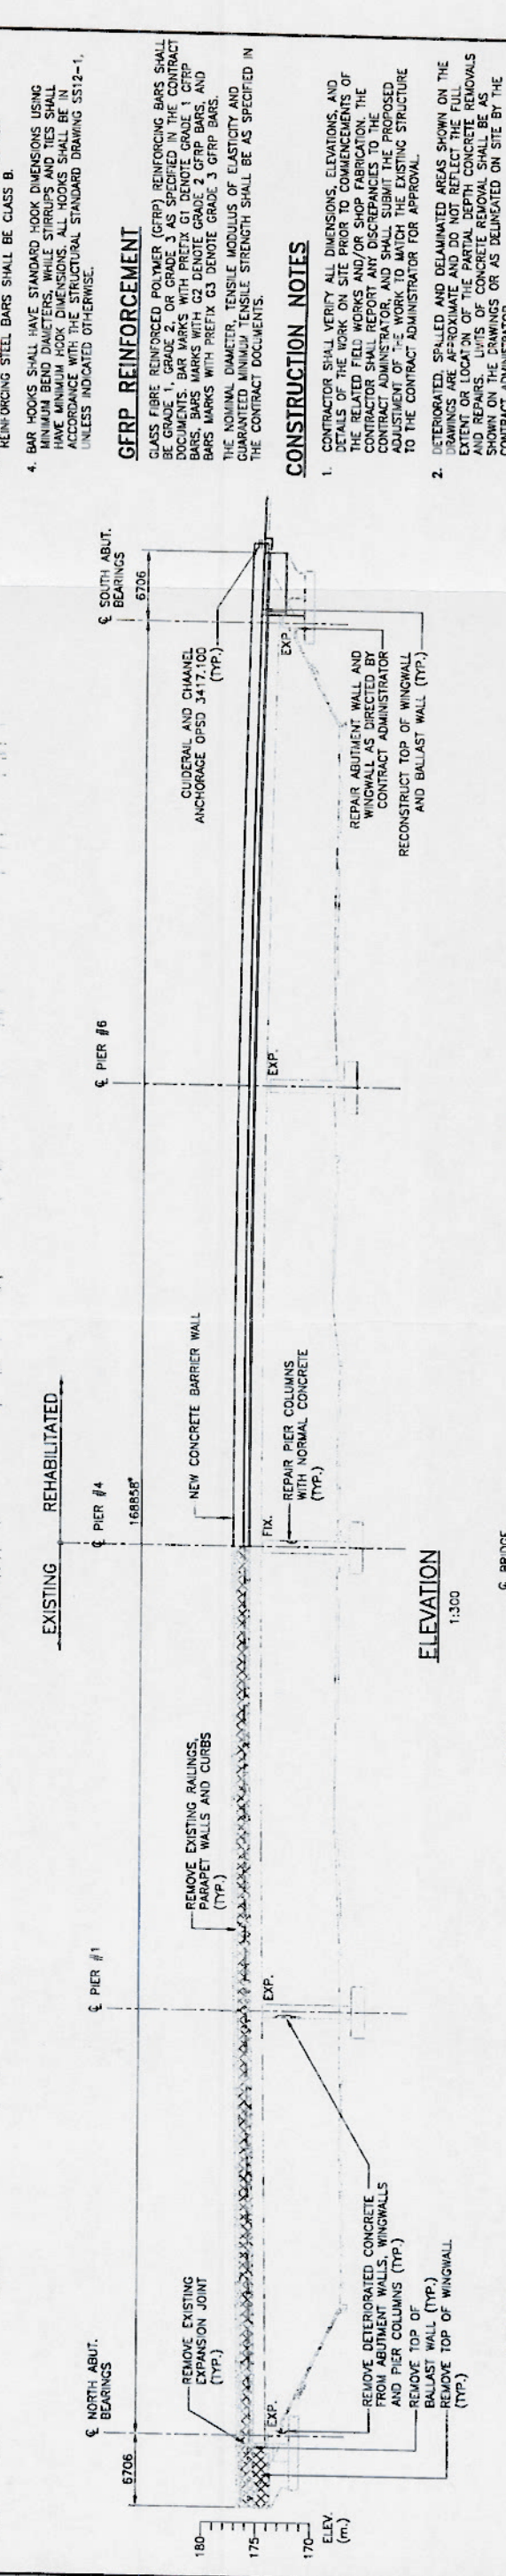 REINFORCING STEEL BARS SHALL BE CLASS B.
4. BAR HOOKS SHALL HAVE STANDARD HOOK DIMENSIONS USING
MINIMUM BEND DIAMETERS, WHILE STIRRUPS AND TIES SHALL
HAVE MINIMUM HOOK DIMENSIONS. ALL HOOKS SHALL BE IN
ACCORDANCE WITH THE STRUCTURAL STANDARD DRAWING SS12-1,
UNLESS INDICATED OTHERWISE.
GFRP REINFORCEMENT
GLASS FIBRE REINFORCED POLYMER (GFRP) REINFORCING BARS SHALL
BE GRADE 1, GRADE 2, OR GRADE 3 AS SPECIFIED IN THE CONTRACT
DOCUMENTS. BAR MARKS WITH PREFIX G1 DENOTE GRADE 1 GFRP
BARS, BARS MARKS WITH G2 DENOTE GRADE 2 GFRP BARS, AND
BARS MARKS WITH PREFIX G3 DENOTE GRADE 3 GFRP BARS.
THE NOMINAL DIAMETER, TENSILE MODULUS OF ELASTICITY AND
GUARANTEED MINIMUM TENSILE STRENGTH SHALL BE AS SPECIFIED IN
THE CONTRACT DOCUMENTS.
CONSTRUCTION NOTES
1. CONTRACTOR SHALL VERIFY ALL DIMENSIONS, ELEVATIONS, AND
DETAILS OF THE WORK ON SITE PRIOR TO COMMENCEMENTS OF
THE RELATED FIELD WORKS AND/OR SHOP FABRICATION. THE
CONTRACTOR SHALL REPORT ANY DISCREPANCIES TO THE
CONTRACT ADMINISTRATOR, AND SHALL SUBMIT THE PROPOSED
ADJUSTMENT OF THE WORK TO MATCH THE EXISTING STRUCTURE
TO THE CONTRACT ADMINISTRATOR FOR APPROVAL.
2. DETERIORATED, SPALLED AND DELAMINATED AREAS SHOWN ON THE
DRAWINGS ARE APPROXIMATE AND DO NOT REFLECT THE FULL
EXTENT OR LOCATION OF THE PARTIAL DEPTH CONCRETE REMOVALS
AND REPAIRS. LIMITS OF CONCRETE REMOVAL SHALL BE AS
SHOWN ON THE DRAWINGS OR AS DELINEATED ON SITE BY THE
CONTRACT ADMINISTRATOR
EXISTING
REHABILITATED
℄ NORTH ABUT.
BEARINGS
℄ PIER #1
℄ PIER #4
℄ PIER #6
℄ SOUTH ABUT.
BEARINGS
6706
168858*
6706
REMOVE EXISTING
EXPANSION JOINT
(TYP.)
REMOVE EXISTING RAILINGS,
PARAPET WALLS AND CURBS
(TYP.)
NEW CONCRETE BARRIER WALL
GUIDERAIL AND CHAANEL
ANCHORAGE OPSD 3417.100
(TYP.)
180
175
170
ELEV.
(m.)
EXP.
EXP.
FIX.
EXP.
EXP.
REPAIR PIER COLUMNS
WITH NORMAL CONCRETE
(TYP.)
REPAIR ABUTMENT WALL AND
WINGWALL AS DIRECTED BY
CONTRACT ADMINISTRATOR
RECONSTRUCT TOP OF WINGWALL
AND BALLAST WALL (TYP.)
REMOVE DETERIORATED CONCRETE
FROM ABUTMENT WALLS, WINGWALLS
AND PIER COLUMNS (TYP.)
REMOVE TOP OF
BALLAST WALL (TYP.)
REMOVE TOP OF WINGWALL
(TYP.)
ELEVATION
1:300
℄ BRIDGE